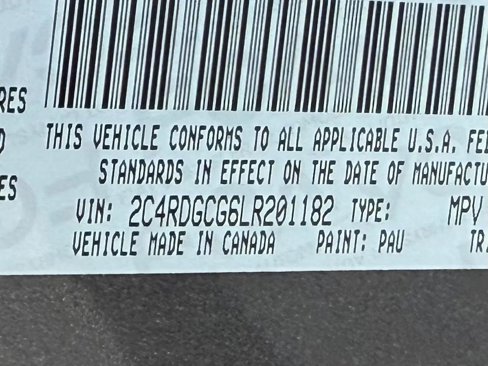 RES
THIS VEHICLE CONFORMS TO ALL APPLICABLE U.S.A. FE
STANDARDS IN EFFECT ON THE DATE OF MANUFACTU
ES
VIN: 2C4RDGCG6LR201182 TYPE: MPV
VEHICLE MADE IN CANADA PAINT: PAU TR